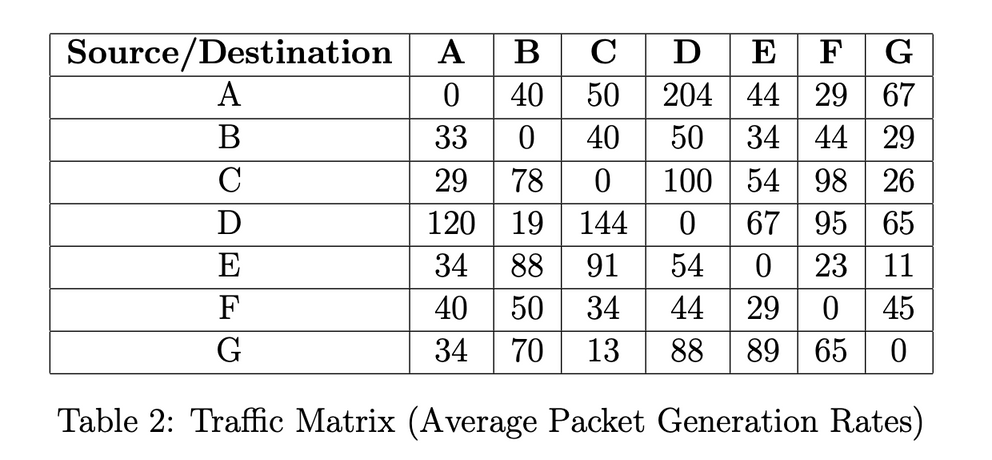 Source/Destination A B C D E F G
A 0 40 50 204 44 29 67
B 33 0 40 50 34 44 29
C 29 78 0 100 54 98 26
D 120 19 144 0 67 95 65
E 34 88 91 54 0 23 11
F 40 50 34 44 29 0 45
G 34 70 13 88 89 65 0
Table 2: Traffic Matrix (Average Packet Generation Rates)